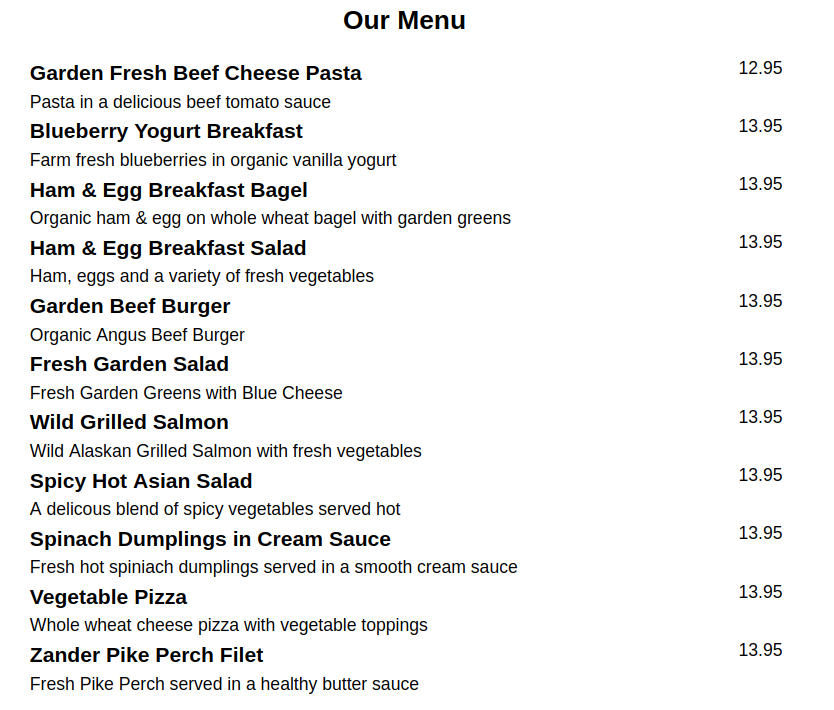 Our Menu
Garden Fresh Beef Cheese Pasta 12.95
Pasta in a delicious beef tomato sauce
Blueberry Yogurt Breakfast 13.95
Farm fresh blueberries in organic vanilla yogurt
Ham & Egg Breakfast Bagel 13.95
Organic ham & egg on whole wheat bagel with garden greens
Ham & Egg Breakfast Salad 13.95
Ham, eggs and a variety of fresh vegetables
Garden Beef Burger 13.95
Organic Angus Beef Burger
Fresh Garden Salad 13.95
Fresh Garden Greens with Blue Cheese
Wild Grilled Salmon 13.95
Wild Alaskan Grilled Salmon with fresh vegetables
Spicy Hot Asian Salad 13.95
A delicous blend of spicy vegetables served hot
Spinach Dumplings in Cream Sauce 13.95
Fresh hot spiniach dumplings served in a smooth cream sauce
Vegetable Pizza 13.95
Whole wheat cheese pizza with vegetable toppings
Zander Pike Perch Filet 13.95
Fresh Pike Perch served in a healthy butter sauce